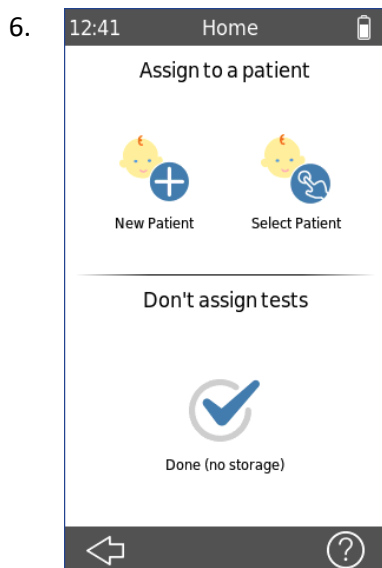 6.
12:41 Home
Assign to a patient
New Patient Select Patient
Don't assign tests
Done (no storage)
?